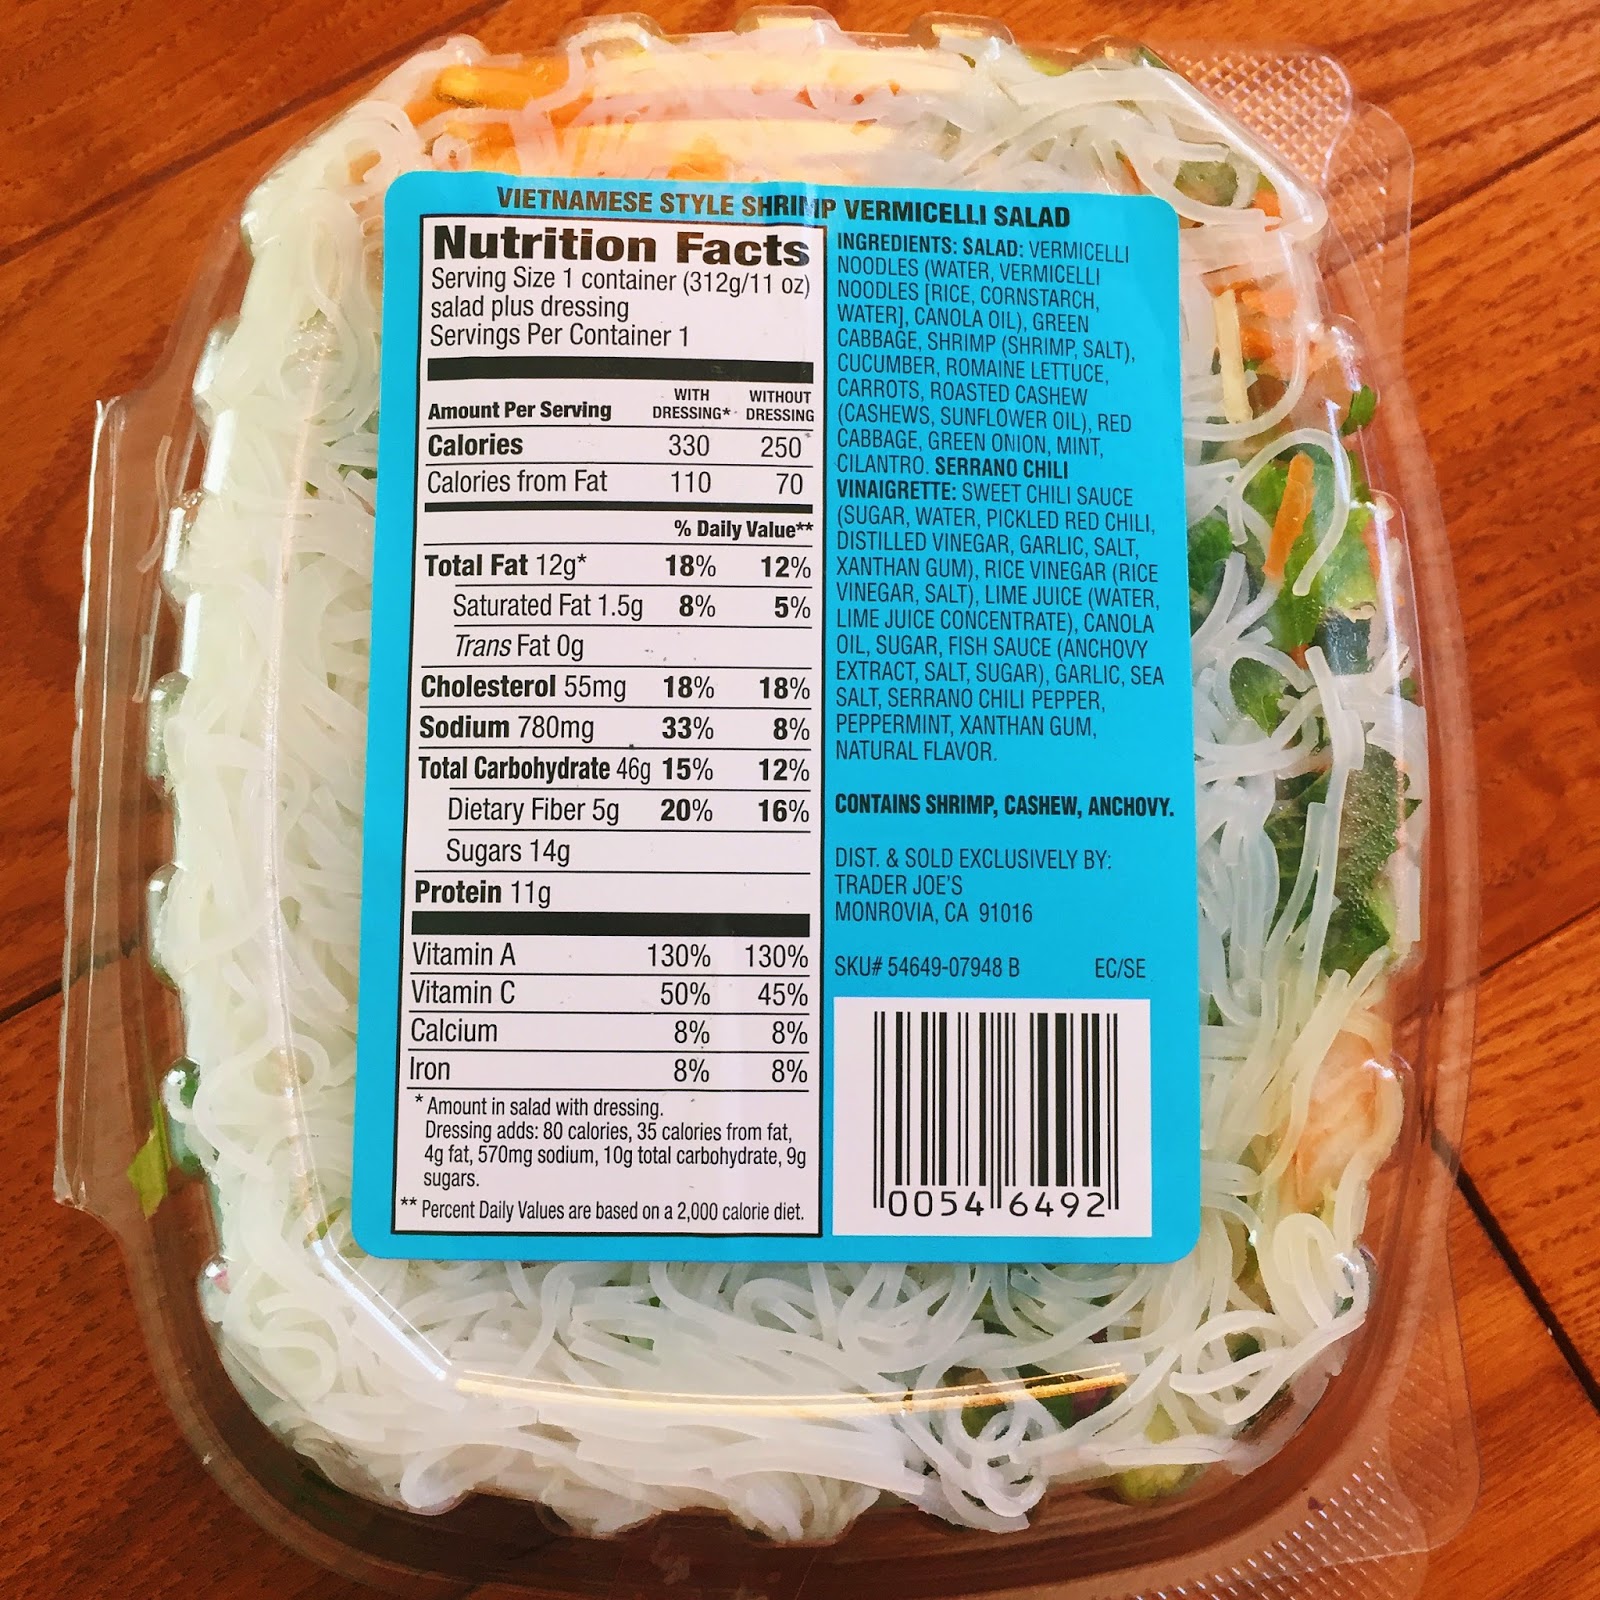 VIETNAMESE STYLE SHRIMP VERMICELLI SALAD
Nutrition Facts
Serving Size 1 container (312g/11 oz)
salad plus dressing
Servings Per Container 1
Amount Per Serving WITH DRESSING* WITHOUT DRESSING
Calories 330 250
Calories from Fat 110 70
% Daily Value**
Total Fat 12g* 18% 12%
Saturated Fat 1.5g 8% 5%
Trans Fat 0g
Cholesterol 55mg 18% 18%
Sodium 780mg 33% 8%
Total Carbohydrate 46g 15% 12%
Dietary Fiber 5g 20% 16%
Sugars 14g
Protein 11g
Vitamin A 130% 130%
Vitamin C 50% 45%
Calcium 8% 8%
Iron 8% 8%
* Amount in salad with dressing.
Dressing adds: 80 calories, 35 calories from fat,
4g fat, 570mg sodium, 10g total carbohydrate, 9g
sugars.
** Percent Daily Values are based on a 2,000 calorie diet.
INGREDIENTS: SALAD: VERMICELLI
NOODLES (WATER, VERMICELLI
NOODLES [RICE, CORNSTARCH,
WATER], CANOLA OIL), GREEN
CABBAGE, SHRIMP (SHRIMP, SALT),
CUCUMBER, ROMAINE LETTUCE,
CARROTS, ROASTED CASHEW
(CASHEWS, SUNFLOWER OIL), RED
CABBAGE, GREEN ONION, MINT,
CILANTRO. SERRANO CHILI
VINAIGRETTE: SWEET CHILI SAUCE
(SUGAR, WATER, PICKLED RED CHILI,
DISTILLED VINEGAR, GARLIC, SALT,
XANTHAN GUM), RICE VINEGAR (RICE
VINEGAR, SALT), LIME JUICE (WATER,
LIME JUICE CONCENTRATE), CANOLA
OIL, SUGAR, FISH SAUCE (ANCHOVY
EXTRACT, SALT, SUGAR), GARLIC, SEA
SALT, SERRANO CHILI PEPPER,
PEPPERMINT, XANTHAN GUM,
NATURAL FLAVOR.
CONTAINS SHRIMP, CASHEW, ANCHOVY.
DIST. & SOLD EXCLUSIVELY BY:
TRADER JOE'S
MONROVIA, CA 91016
SKU# 54649-07948 B EC/SE
0054 6492